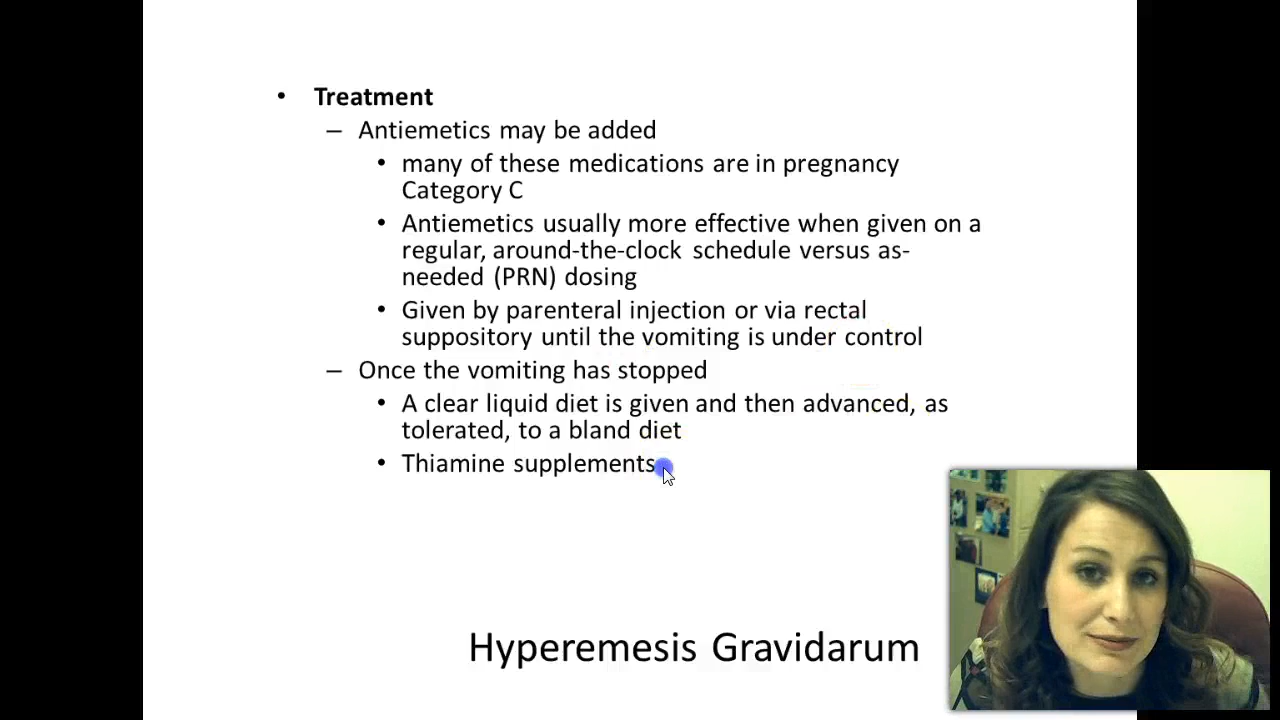 • Treatment
– Antiemetics may be added
• many of these medications are in pregnancy
Category C
• Antiemetics usually more effective when given on a
regular, around-the-clock schedule versus as-
needed (PRN) dosing
• Given by parenteral injection or via rectal
suppository until the vomiting is under control
– Once the vomiting has stopped
• A clear liquid diet is given and then advanced, as
tolerated, to a bland diet
• Thiamine supplements
Hyperemesis Gravidarum